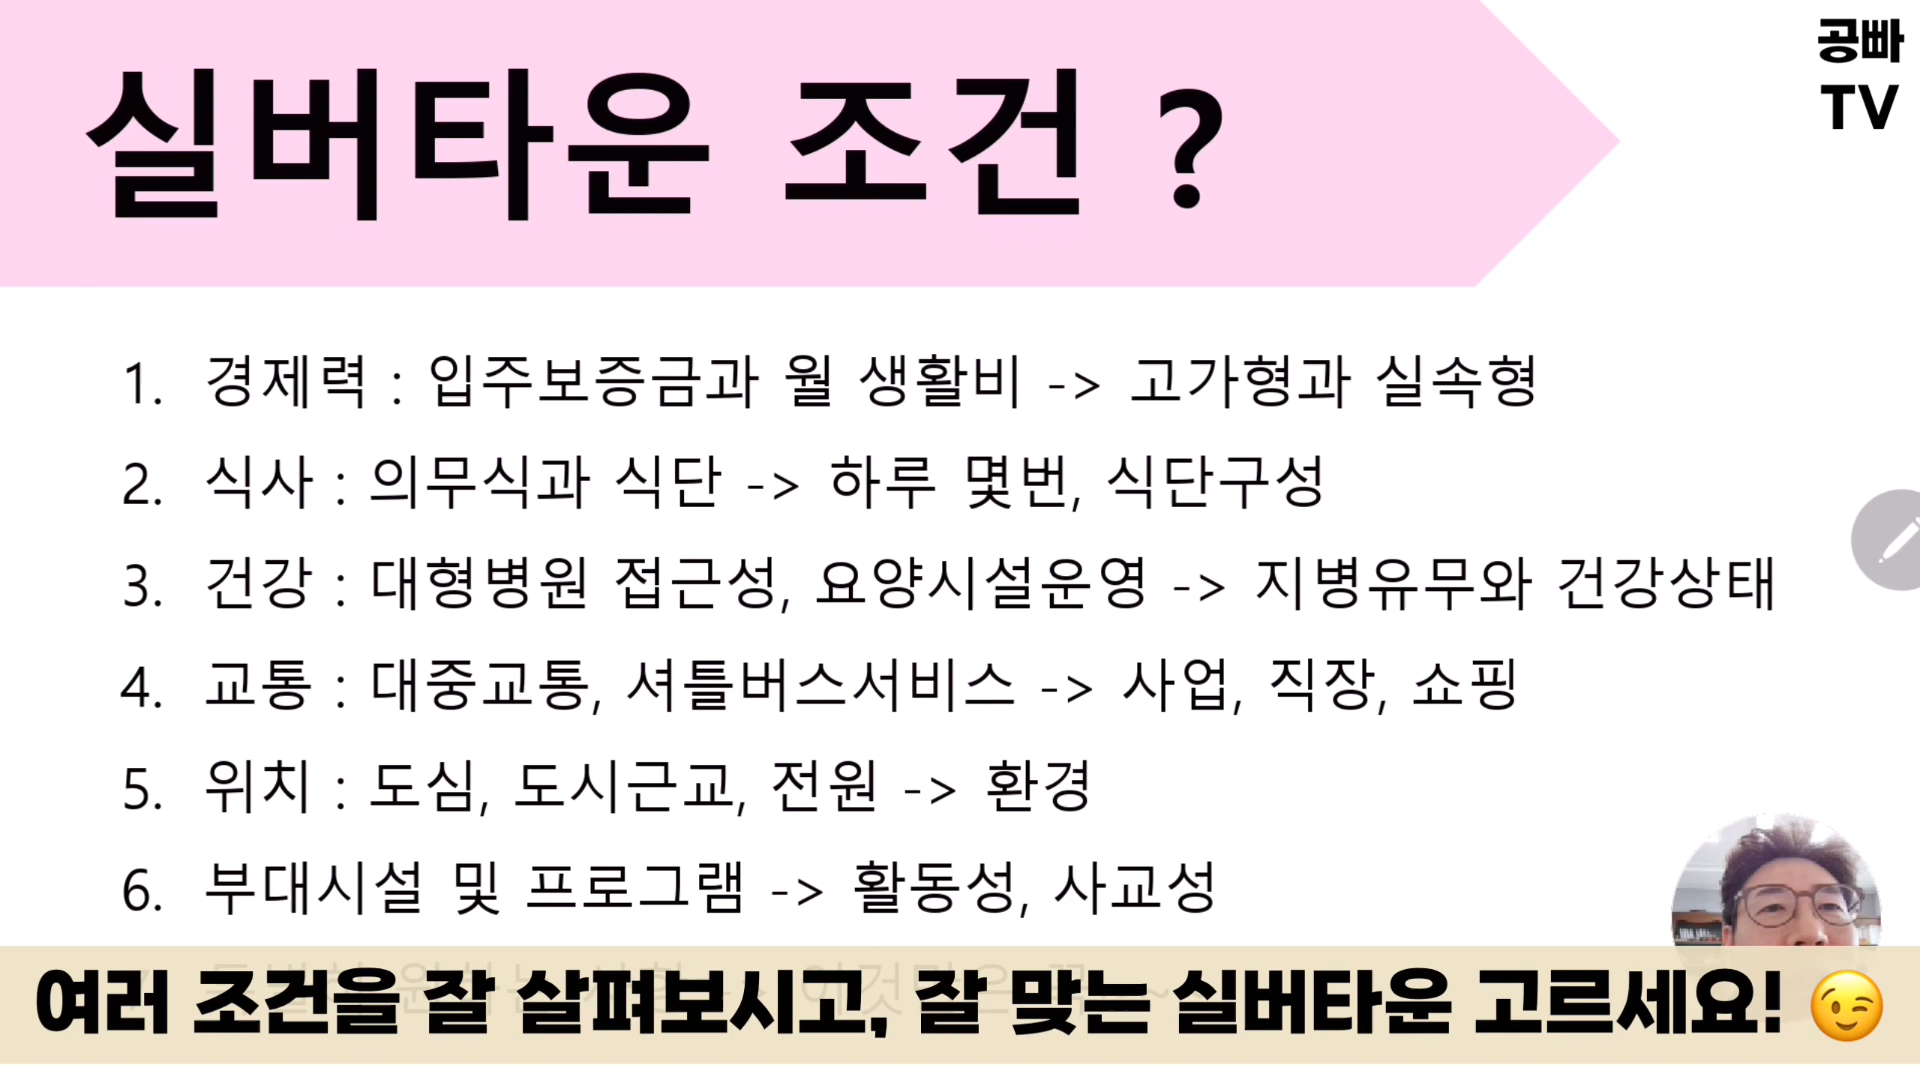 실버타운 조건 ?
공빠
TV
1. 경제력 : 입주보증금과 월 생활비 -> 고가형과 실속형
2. 식사 : 의무식과 식단 -> 하루 몇번, 식단구성
3. 건강 : 대형병원 접근성, 요양시설운영 -> 지병유무와 건강상태
4. 교통 : 대중교통, 셔틀버스서비스 -> 사업, 직장, 쇼핑
5. 위치 : 도심, 도시근교, 전원 -> 환경
6. 부대시설 및 프로그램 -> 활동성, 사교성
여러 조건을 잘 살펴보시고, 잘 맞는 실버타운 고르세요! 😉